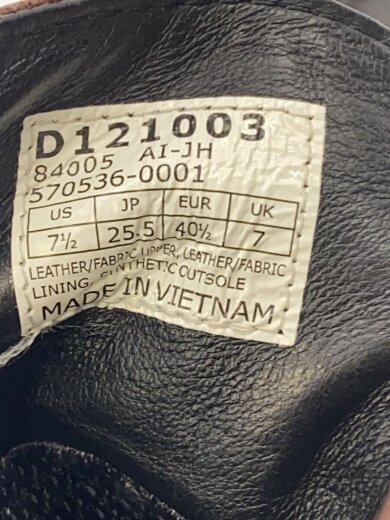 D121003
84005 AI-JH
570536-0001
US JP EUR UK
7½ 25.5 40½ 7
LEATHER/FABRIC UPPER, LEATHER/FABRIC
LINING, SYNTHETIC OUTSOLE
MADE IN VIETNAM